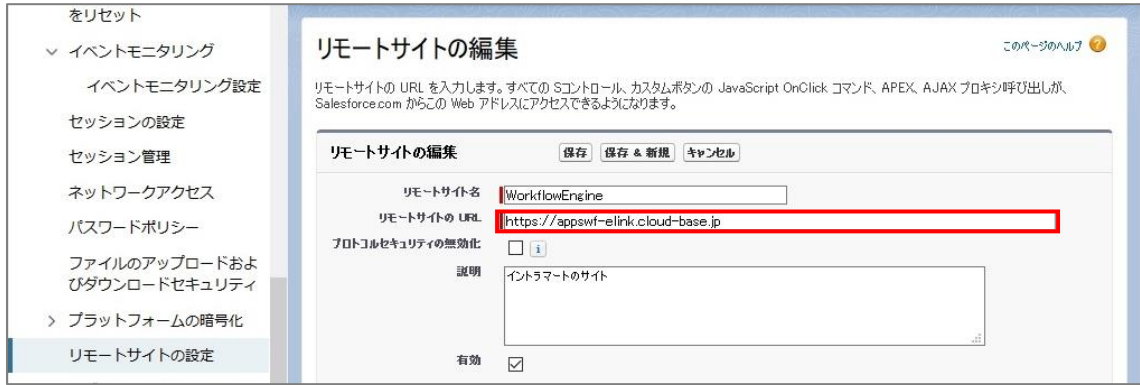 をリセット
イベントモニタリング
イベントモニタリング設定
セッションの設定
セッション管理
ネットワークアクセス
パスワードポリシー
ファイルのアップロードおよ
びダウンロードセキュリティ
プラットフォームの暗号化
リモートサイトの設定
リモートサイトの編集
このページのヘルプ
リモートサイトの URL を入力します。すべての Sコントロール、カスタムボタンの JavaScript OnClick コマンド、APEX、AJAX プロキシ呼び出しが、
Salesforce.com からこの Web アドレスにアクセスできるようになります。
リモートサイトの編集
保存 保存 & 新規 キャンセル
リモートサイト名 WorkflowEngine
リモートサイトの URL https://appswf-elink.cloud-base.jp
プロトコルセキュリティの無効化 i
説明 イントラマートのサイト
有効